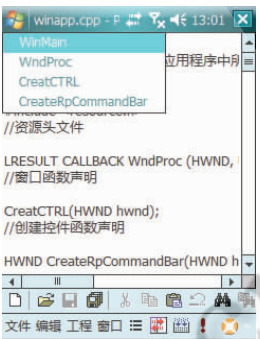 winapp.cpp - P
13:01
WinMain
WndProc
应用程序中所
CreatCTRL
CreateRpCommandBar
//资源头文件
LRESULT CALLBACK WndProc (HWND,
//窗口函数声明
CreatCTRL(HWND hwnd);
//创建控件函数声明
HWND CreateRpCommandBar(HWND h
文件 编辑 工程 窗口